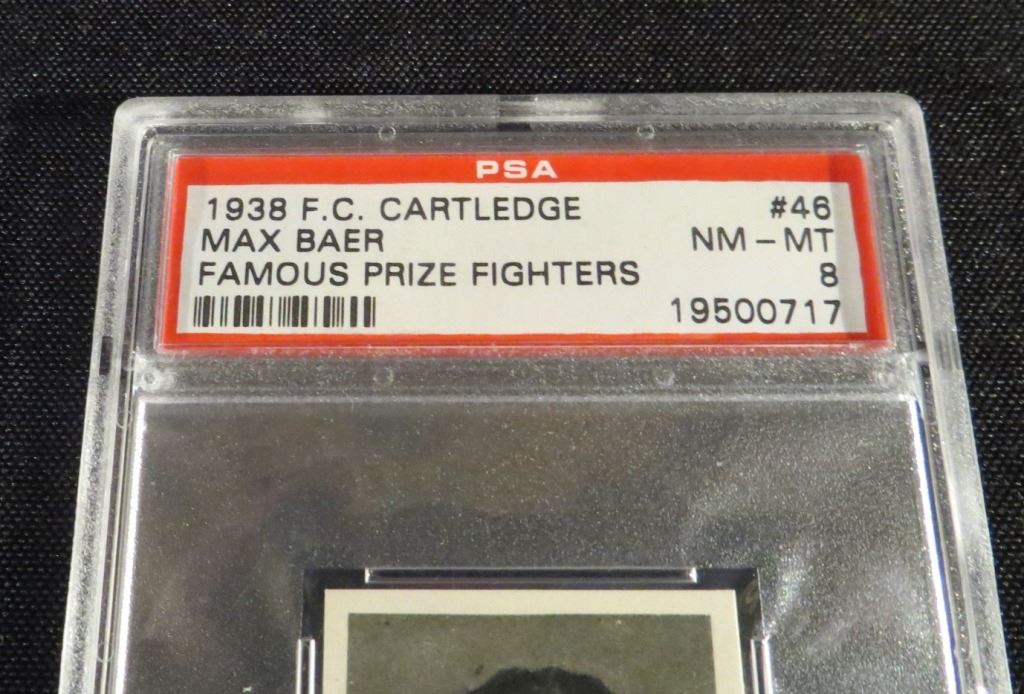 PSA
1938 F.C. CARTLEDGE #46
MAX BAER NM - MT
FAMOUS PRIZE FIGHTERS 8
19500717